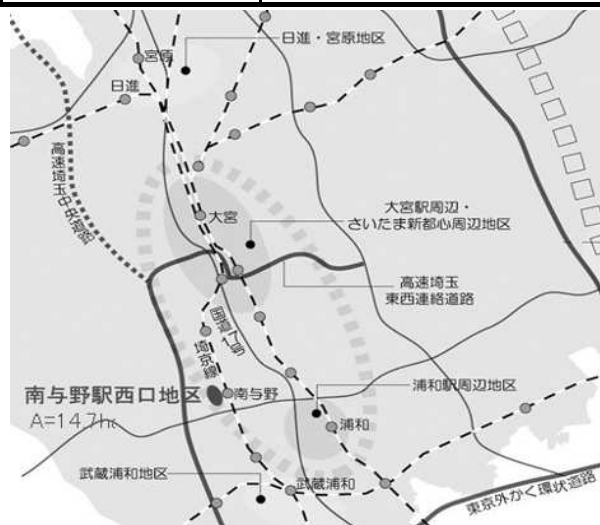 日進・宮原地区
宮原
日進
高速埼玉中央道路
大宮
大宮駅周辺・
さいたま新都心周辺地区
高速埼玉
東西連絡道路
国道17号
埼京線
南与野駅西口地区
A=14.7ha
南与野
浦和駅周辺地区
浦和
武蔵浦和地区
武蔵浦和
東京外かく環状道路